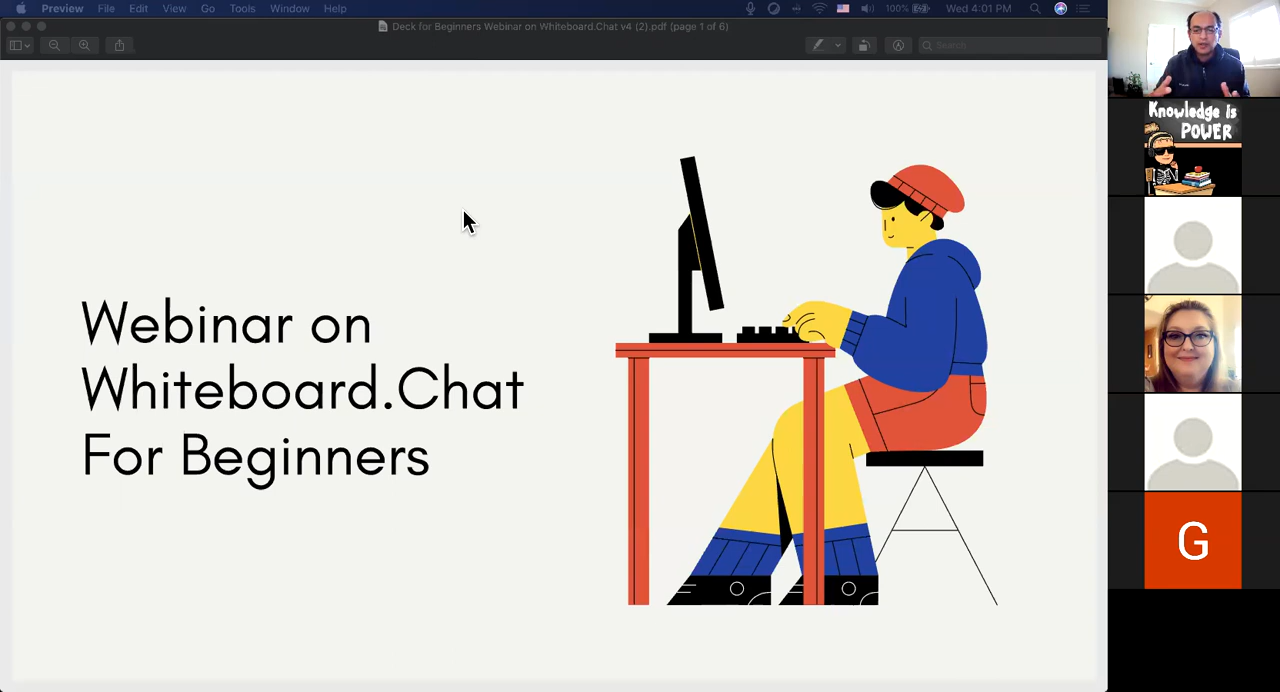 Preview File Edit View Go Tools Window Help 100% Wed 4:01 PM
Deck for Beginners Webinar on Whiteboard.Chat v4 (2).pdf (page 1 of 6)
Search
Webinar on
Whiteboard.Chat
For Beginners
Knowledge is
POWER
G